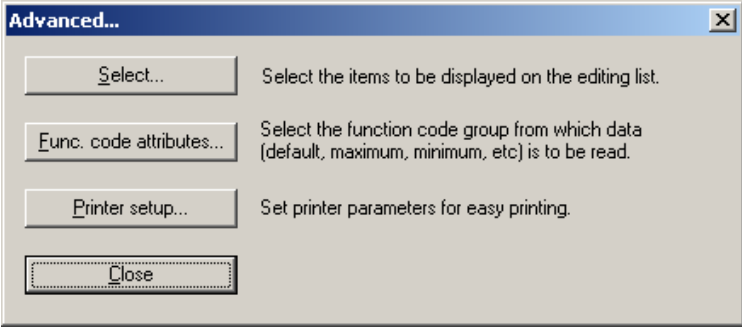 Advanced...
Select... Select the items to be displayed on the editing list.
Func. code attributes... Select the function code group from which data
(default, maximum, minimum, etc) is to be read.
Printer setup... Set printer parameters for easy printing.
Close